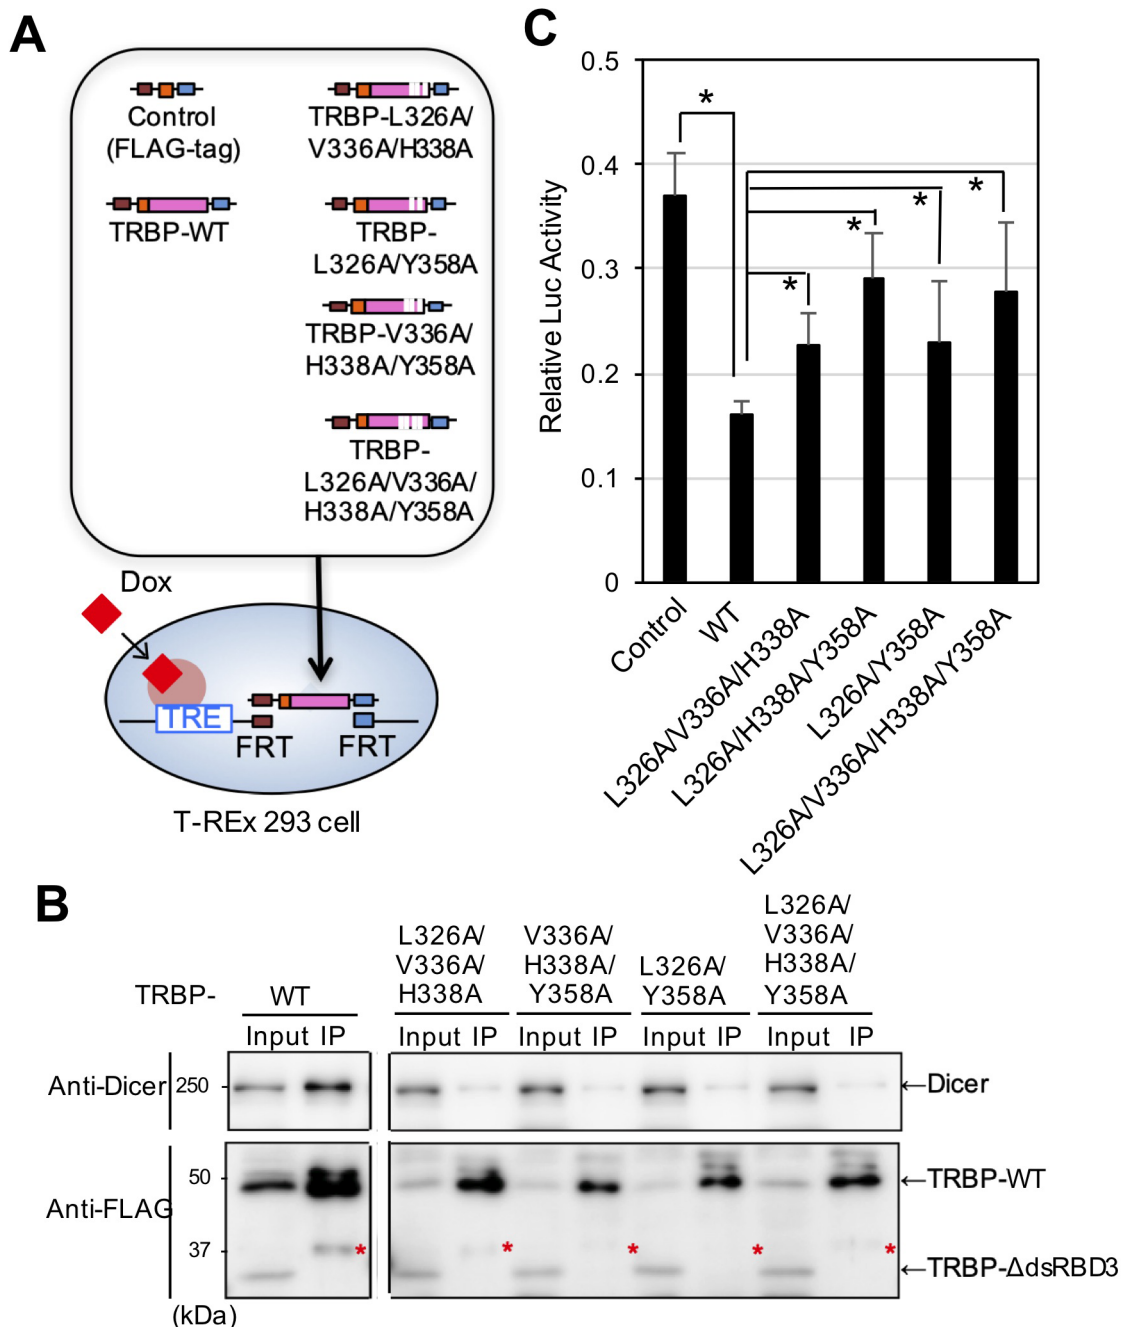 A
Control
(FLAG-tag)
TRBP-WT
TRBP-L326A/
V336A/H338A
TRBP-
L326A/Y358A
TRBP-V336A/
H338A/Y358A
TRBP-
L326A/V336A/
H338A/Y358A
Dox
TRE
FRT
FRT
T-REx 293 cell
C
Relative Luc Activity
0.5
0.4
0.3
0.2
0.1
0
*
*
*
*
*
Control
WT
L326A/V336A/H338A
L326A/H338A/Y358A
L326A/Y358A
L326A/V336A/H338A/Y358A
B
TRBP-
WT
L326A/
V336A/
H338A
V336A/
H338A/
Y358A
L326A/
Y358A
L326A/
V336A/
H338A/
Y358A
Input IP
Input IP
Input IP
Input IP
Input IP
Anti-Dicer
250
←Dicer
Anti-FLAG
50
←TRBP-WT
37
* * * * *
←TRBP-ΔdsRBD3
(kDa)